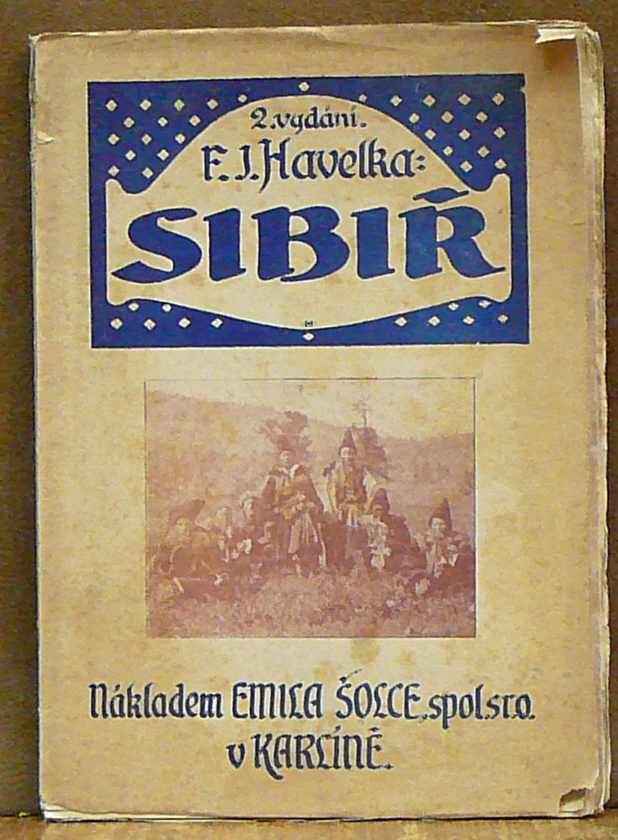 2. vydání.
F. J. Havelka:
SIBIŘ
Nákladem EMILA ŠOLCE, spol. s r. o.
v KARLÍNĚ.